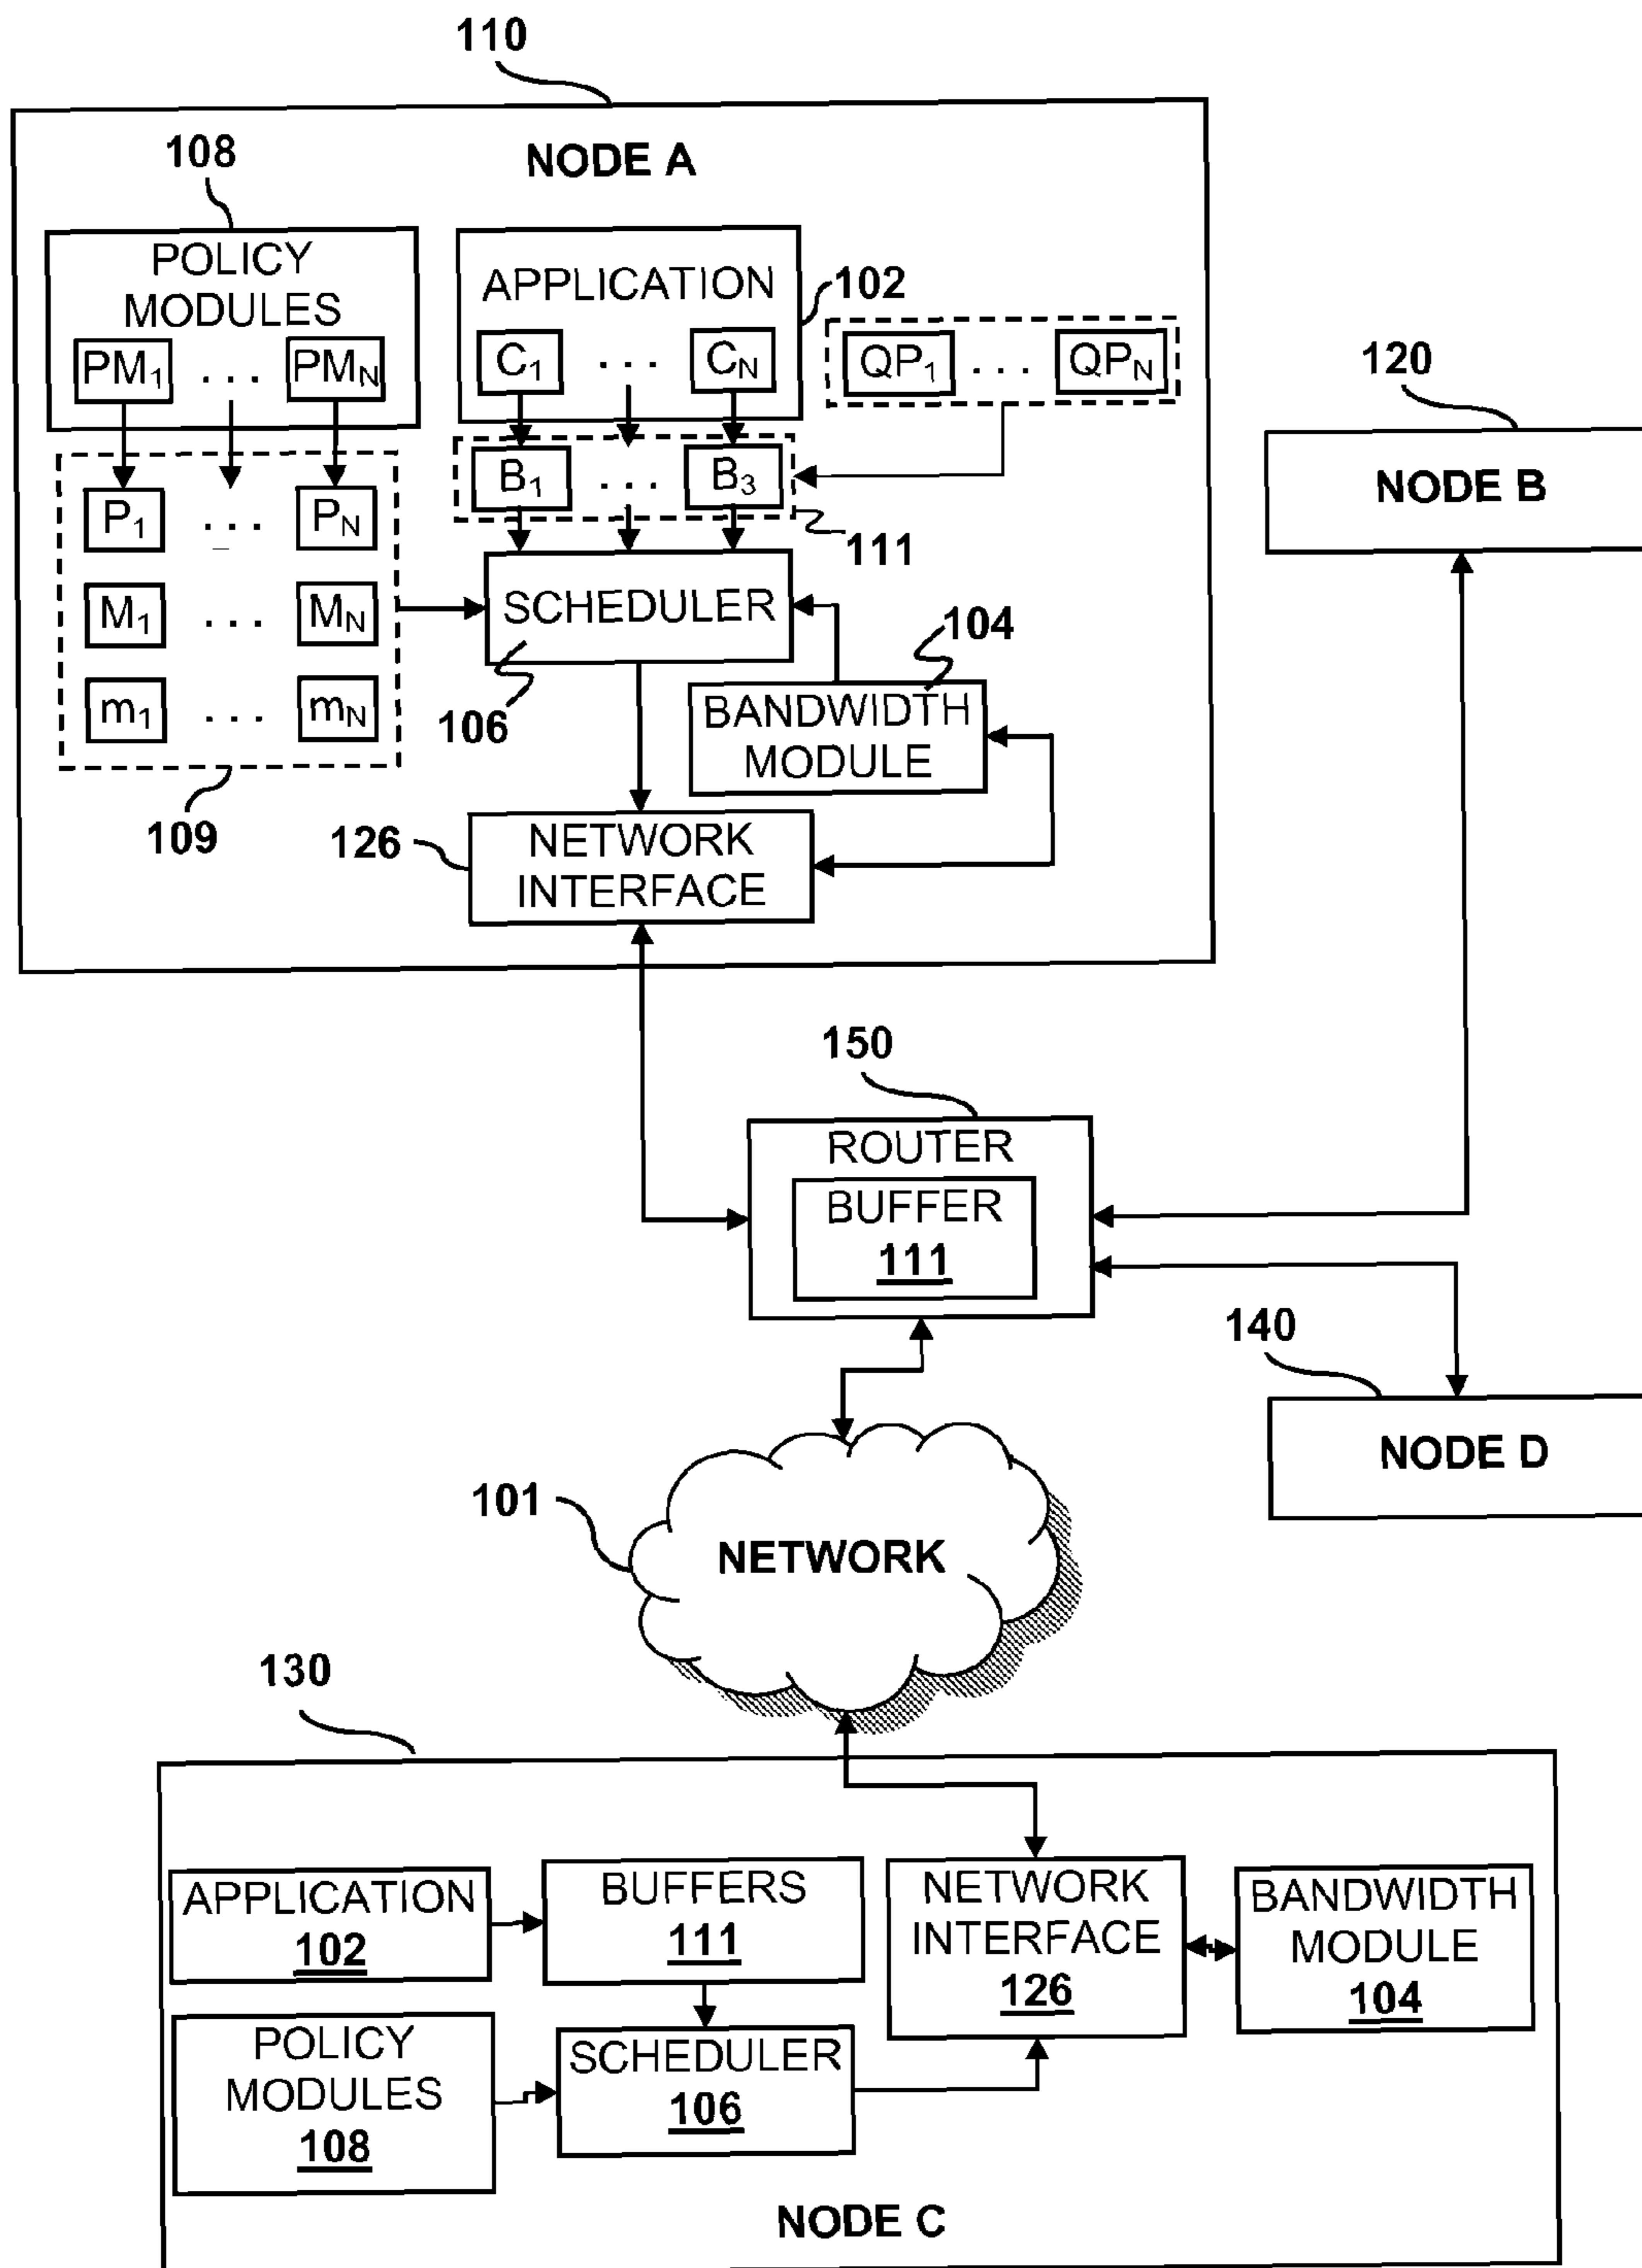 110
NODE A
108
POLICY
MODULES
PM1 ... PMN
APPLICATION
102
C1 ... CN
QP1 ... QPN
120
NODE B
P1 ... PN
B1 ... B3
111
M1 ... MN
SCHEDULER
104
m1 ... mN
106
BANDWIDTH
MODULE
109
126
NETWORK
INTERFACE
150
ROUTER
BUFFER
111
140
NODE D
101
NETWORK
130
APPLICATION
102
BUFFERS
111
NETWORK
INTERFACE
126
BANDWIDTH
MODULE
104
POLICY
MODULES
108
SCHEDULER
106
NODE C